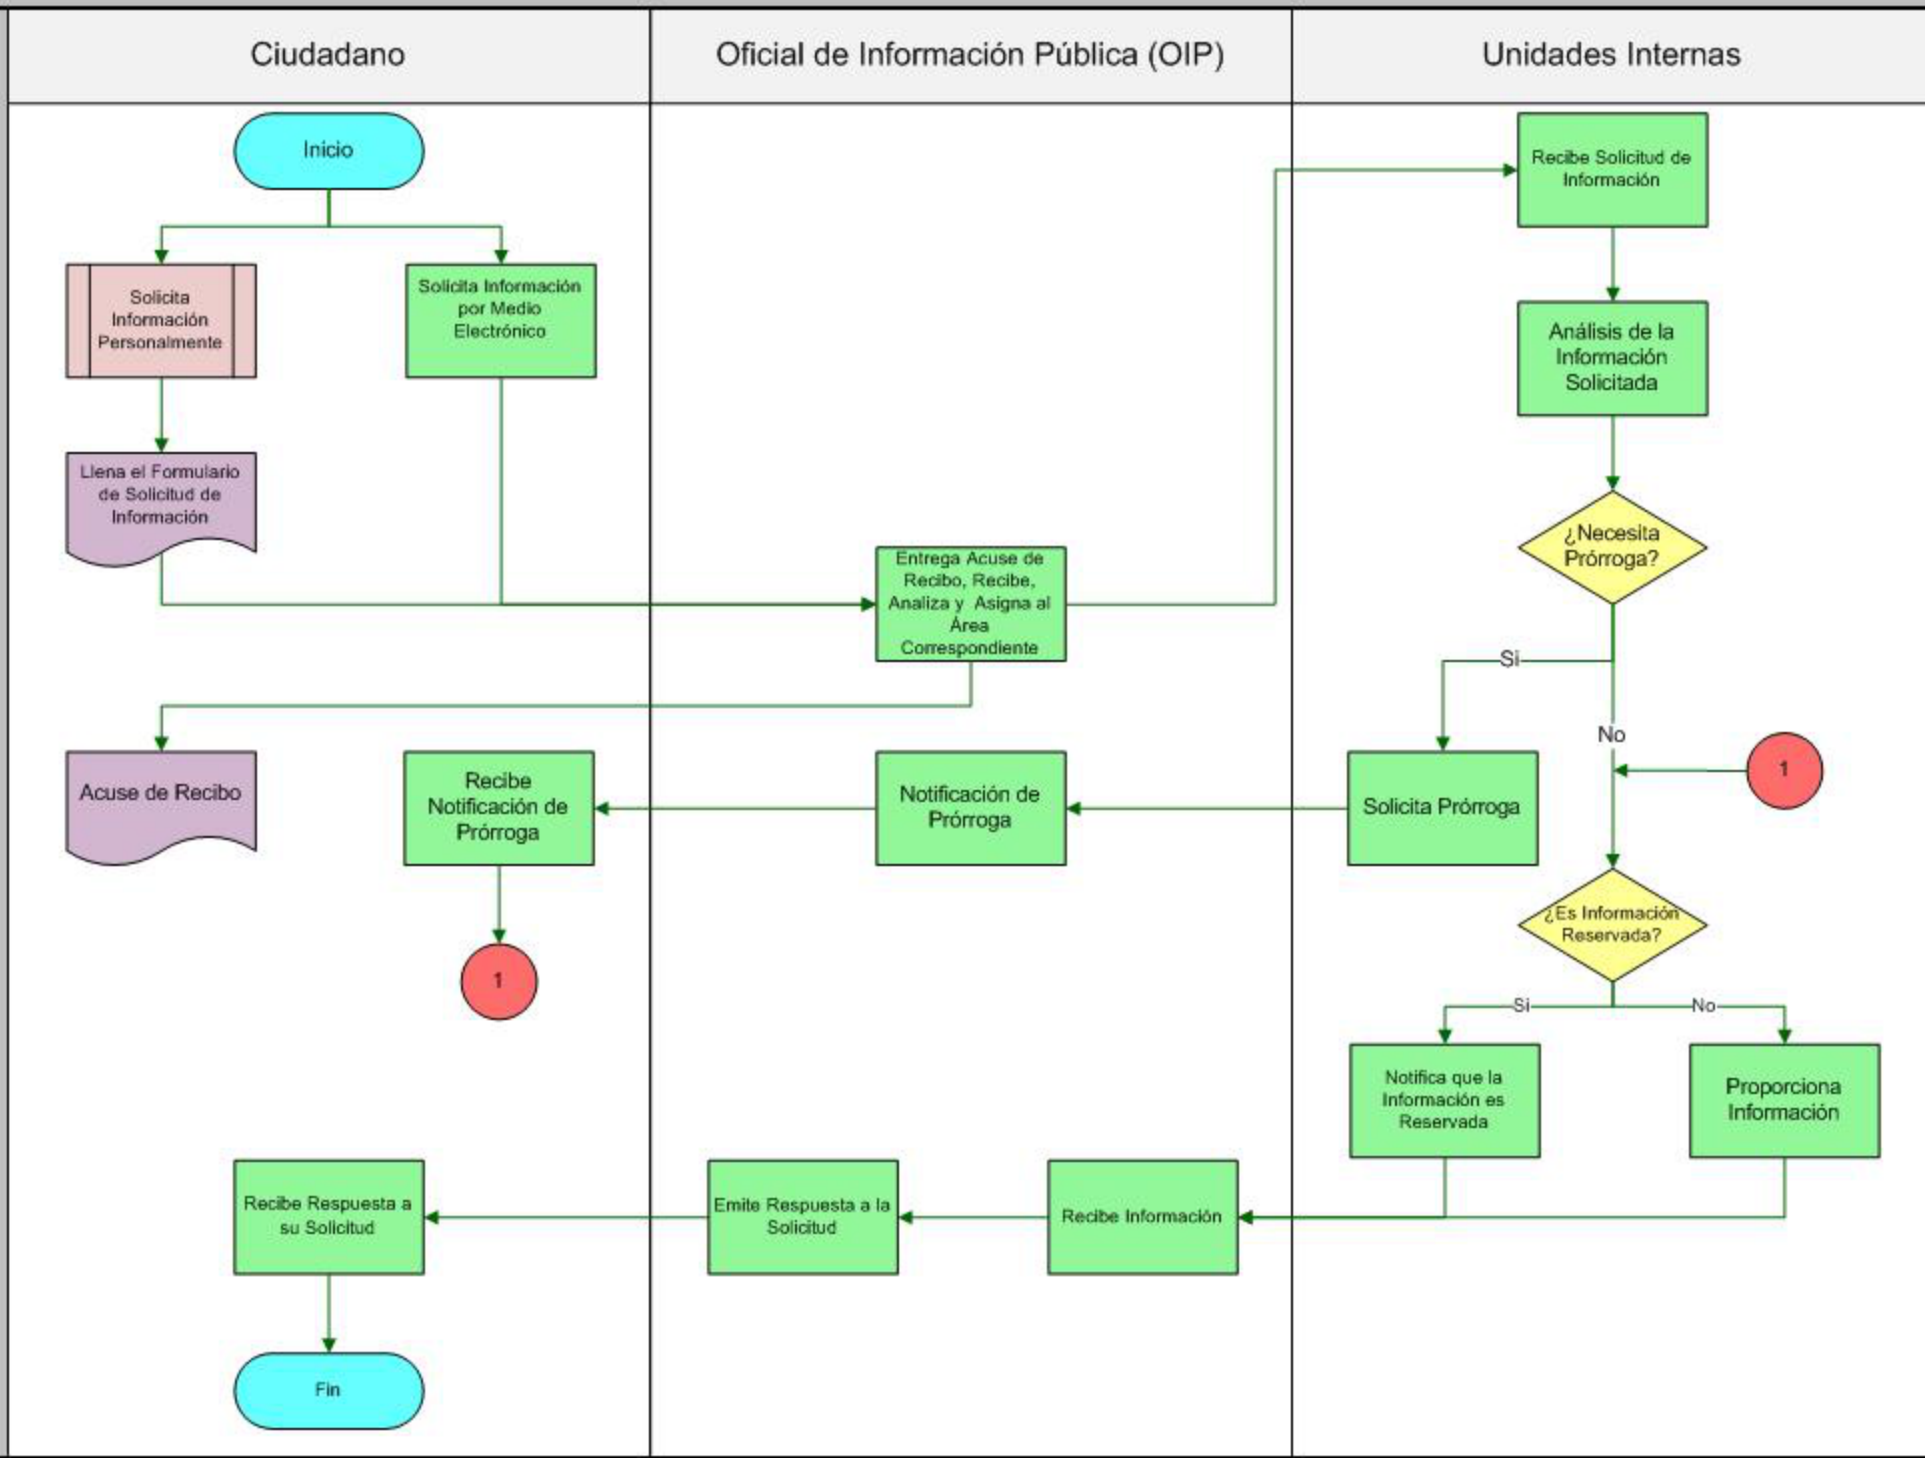 Ciudadano
Oficial de Información Pública (OIP)
Unidades Internas
Inicio
Solicita
Información
Personalmente
Solicita Información
por Medio
Electrónico
Llena el Formulario
de Solicitud de
Información
Entrega Acuse de
Recibo, Recibe,
Analiza y Asigna al
Área
Correspondiente
Recibe Solicitud de
Información
Análisis de la
Información
Solicitada
¿Necesita
Prórroga?
Si
No
1
Acuse de Recibo
Recibe
Notificación de
Prórroga
Notificación de
Prórroga
Solicita Prórroga
1
¿Es Información
Reservada?
Si
No
Notifica que la
Información es
Reservada
Proporciona
Información
Recibe Respuesta a
su Solicitud
Emite Respuesta a la
Solicitud
Recibe Información
Fin